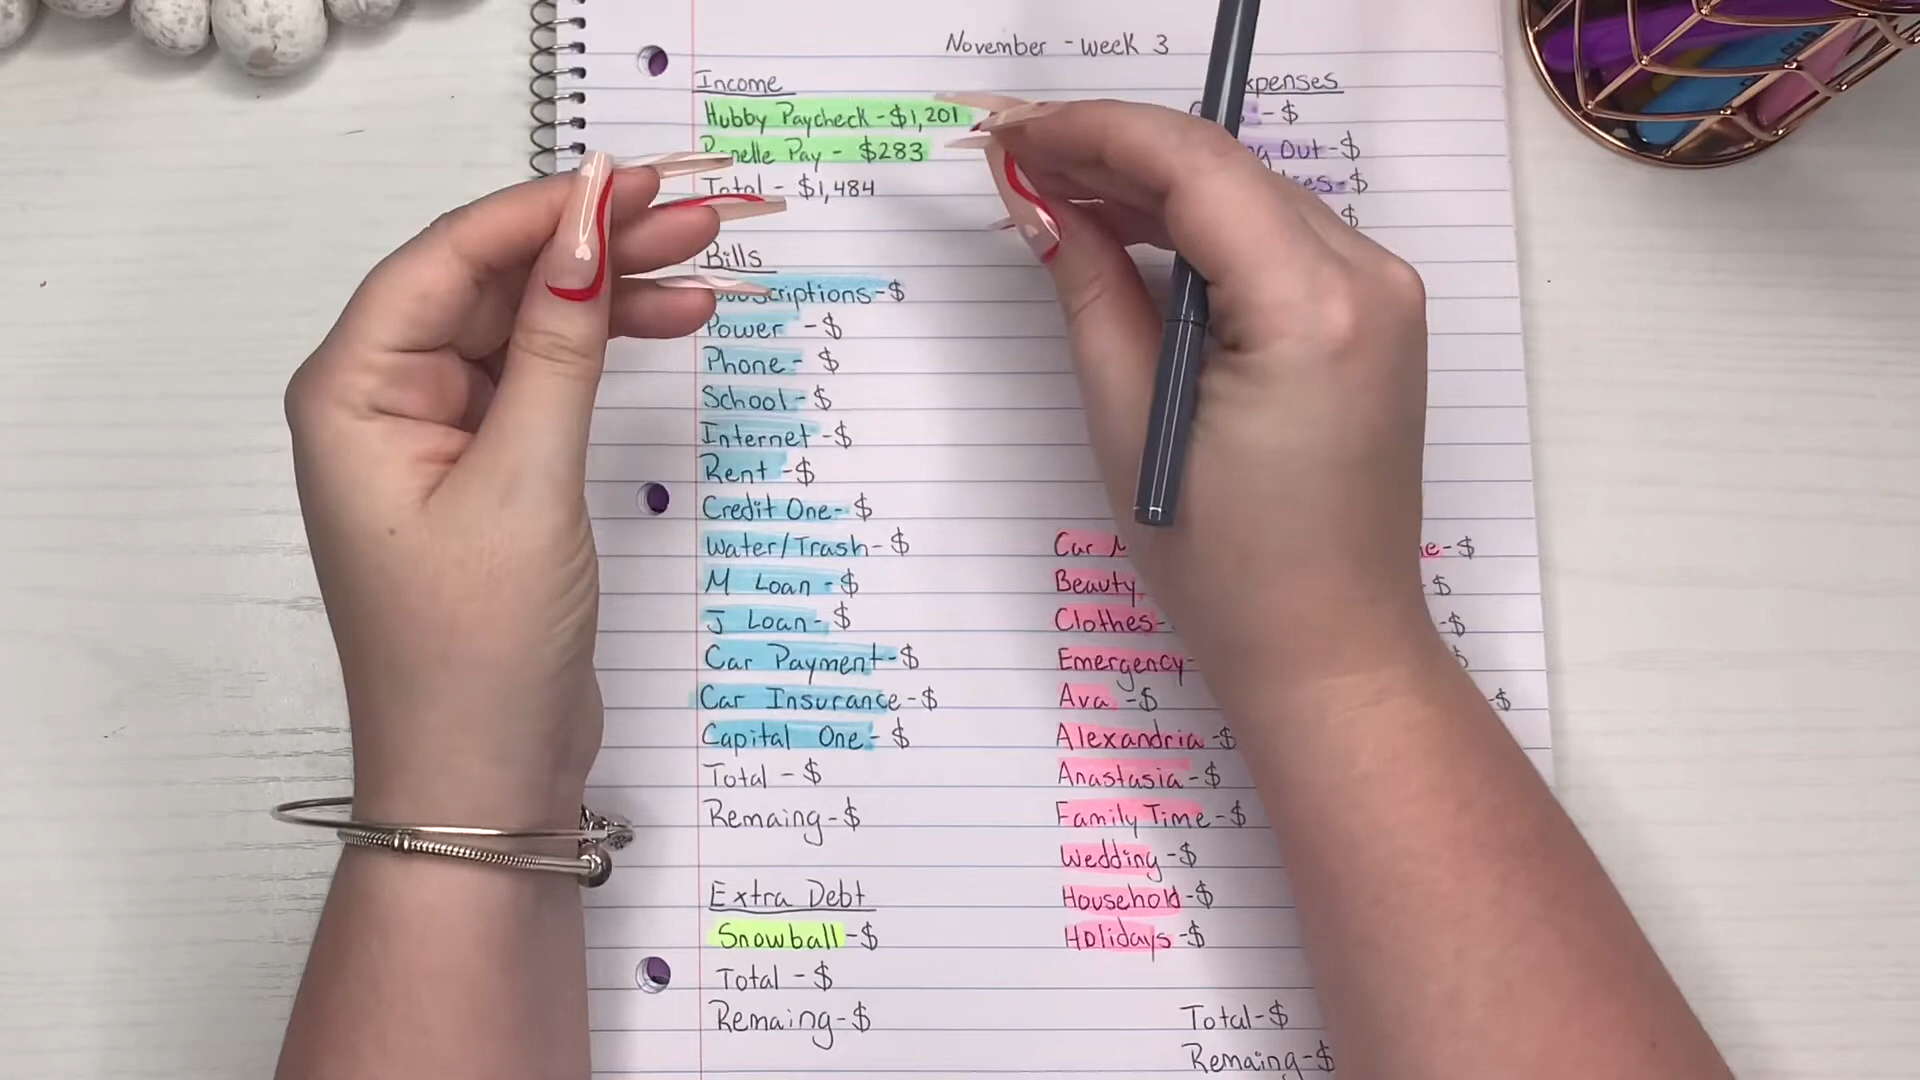 November - week 3
Income
Hubby Paycheck - $1,201
Pay - $283
Total - $1,484
Bills
- $
Power - $
Phone - $
School - $
Internet - $
Rent - $
Credit One - $
Water/Trash - $
M Loan - $
J Loan - $
Car Payment - $
Car Insurance - $
Capital One - $
Total - $
Remaing - $
Extra Debt
Snowball - $
Total - $
Remaing - $
- $
Out - $
- $
$
Car
- $
Beauty
- $
Clothes -
- $
Emergency -
$
Ava - $
- $
Alexandria - $
Anastasia - $
Family Time - $
Wedding - $
Household - $
Holidays - $
Total - $
Remaing - $